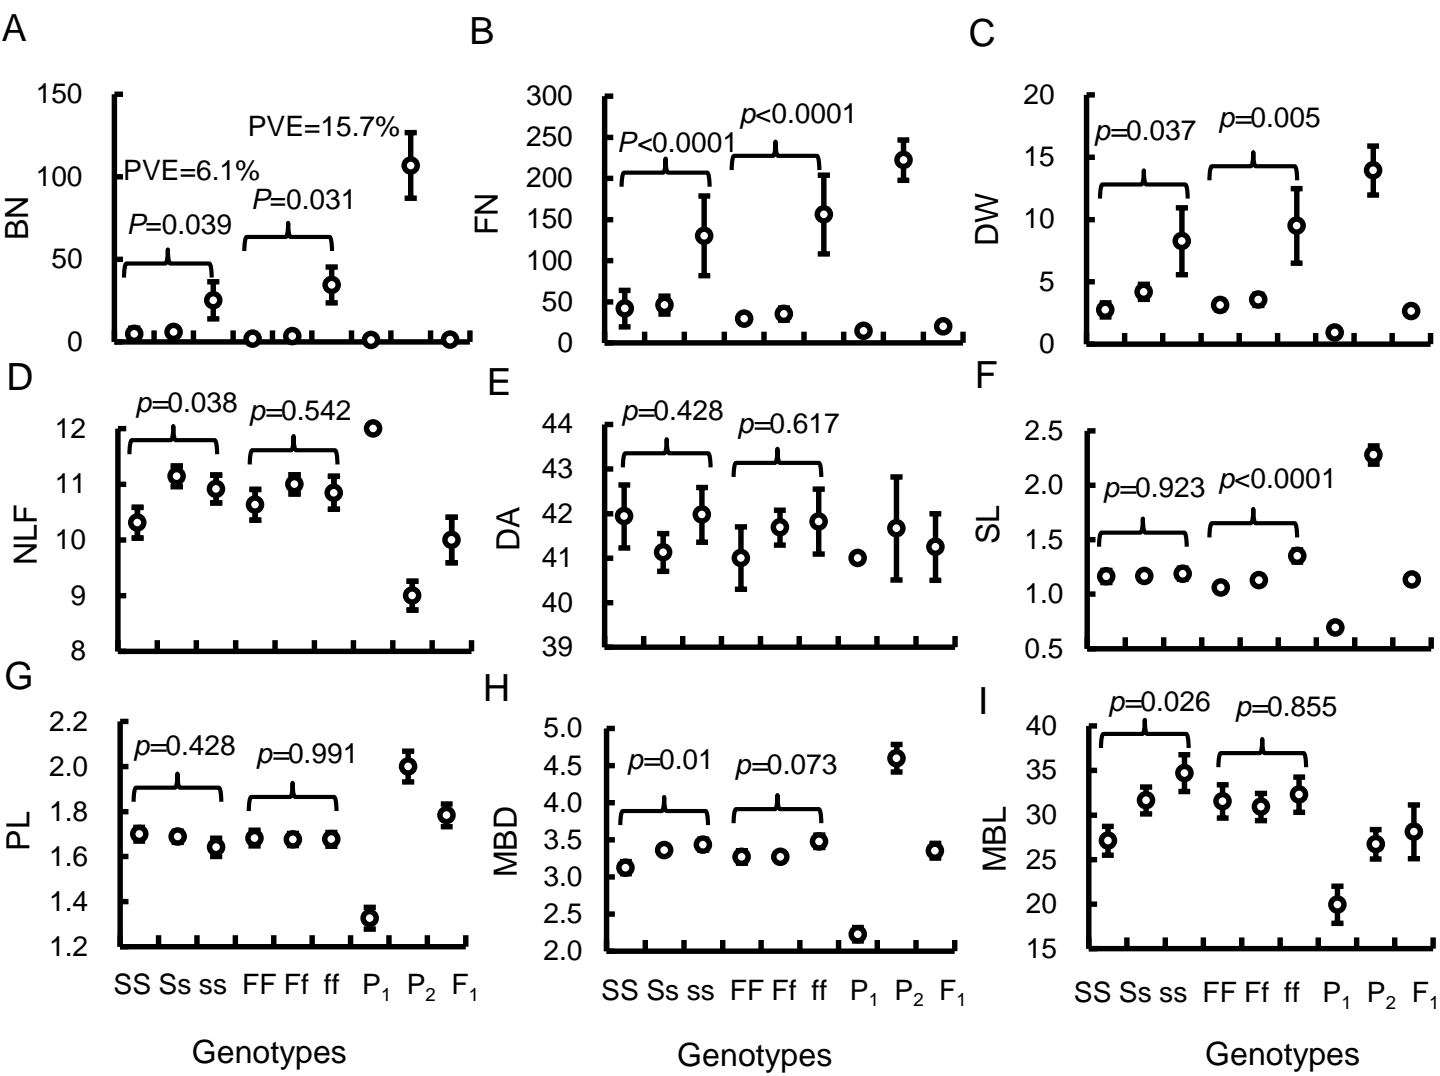 A
BN
150
100
50
0
PVE=6.1%
P=0.039
PVE=15.7%
P=0.031
B
FN
300
250
200
150
100
50
0
P<0.0001
p<0.0001
C
DW
20
15
10
5
0
p=0.037
p=0.005
D
NLF
12
11
10
9
8
p=0.038
p=0.542
E
DA
44
43
42
41
40
39
p=0.428
p=0.617
F
SL
2.5
2.0
1.5
1.0
0.5
p=0.923
p<0.0001
G
PL
2.2
2.0
1.8
1.6
1.4
1.2
p=0.428
p=0.991
SS Ss ss FF Ff ff P₁ P₂ F₁
Genotypes
H
MBD
5.0
4.5
4.0
3.5
3.0
2.5
2.0
p=0.01
p=0.073
SS Ss ss FF Ff ff P₁ P₂ F₁
Genotypes
I
MBL
40
35
30
25
20
15
p=0.026
p=0.855
SS Ss ss FF Ff ff P₁ P₂ F₁
Genotypes